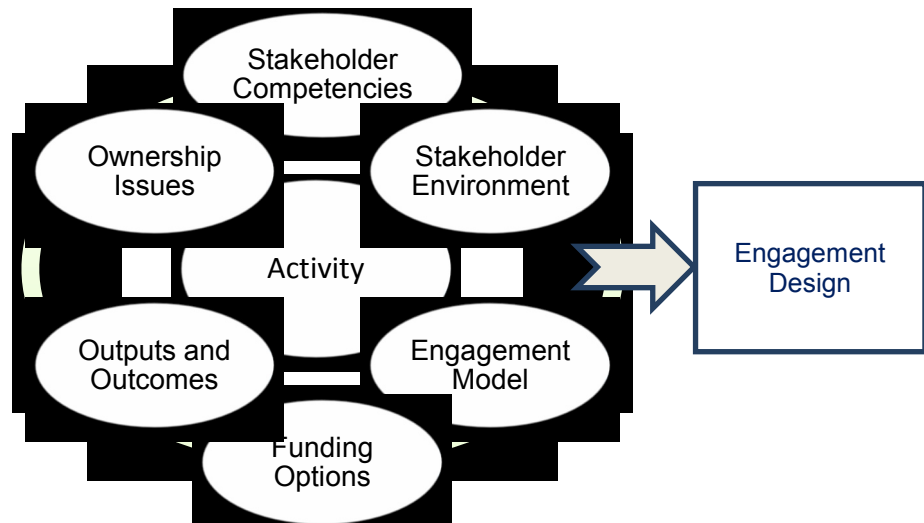 Stakeholder
Competencies
Ownership
Issues
Stakeholder
Environment
Activity
Engagement
Design
Outputs and
Outcomes
Engagement
Model
Funding
Options